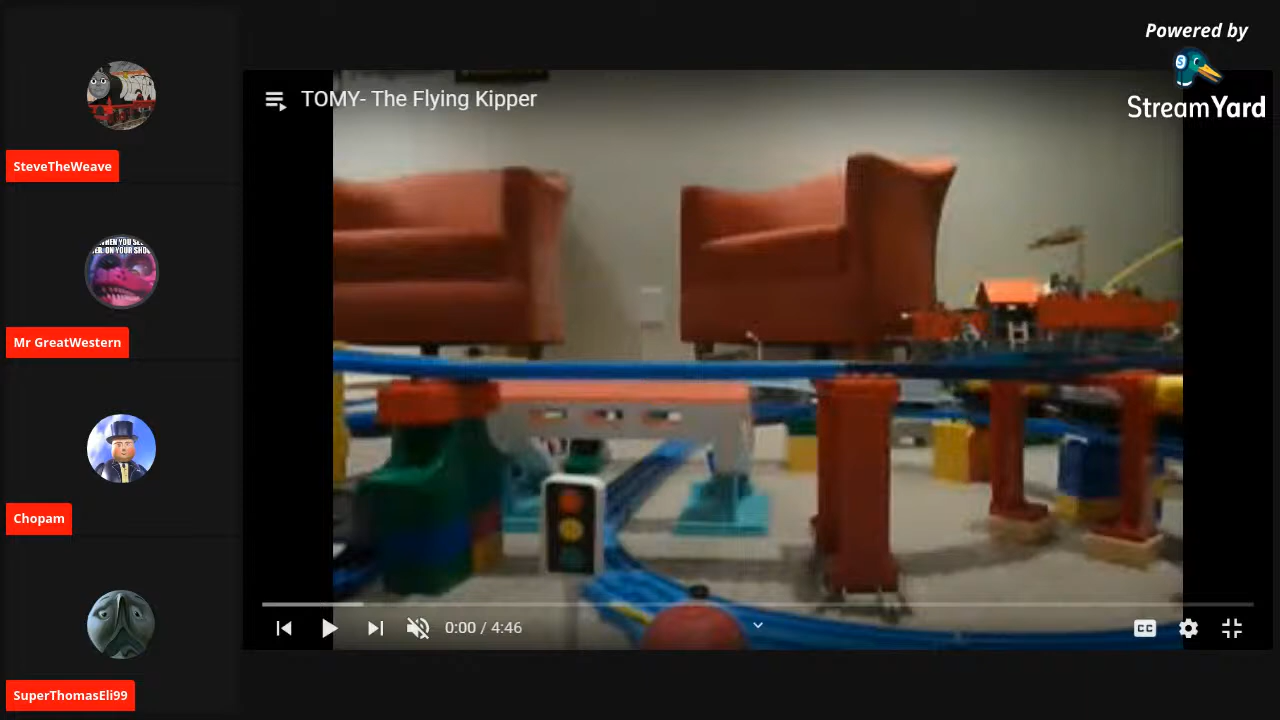 Powered by
StreamYard
TOMY- The Flying Kipper
SteveTheWeave
Mr GreatWestern
Chopam
SuperThomasEli99
0:00 / 4:46
CC